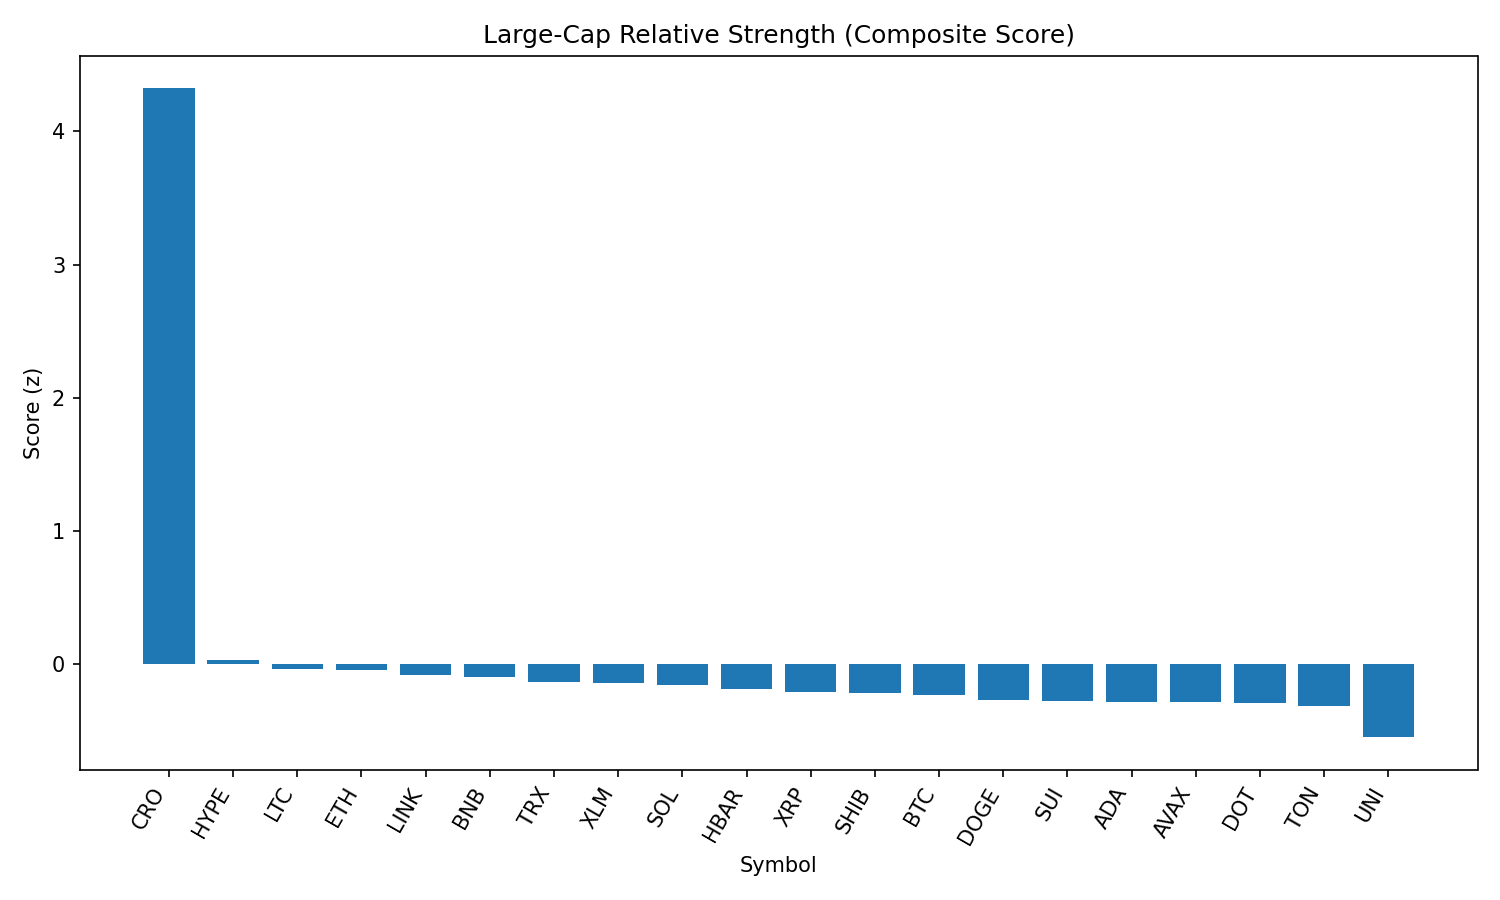 Large-Cap Relative Strength (Composite Score)
Score (z)
4
3
2
1
0
CRO
HYPE
LTC
ETH
LINK
BNB
TRX
XLM
SOL
HBAR
XRP
SHIB
BTC
DOGE
SUI
ADA
AVAX
DOT
TON
UNI
Symbol